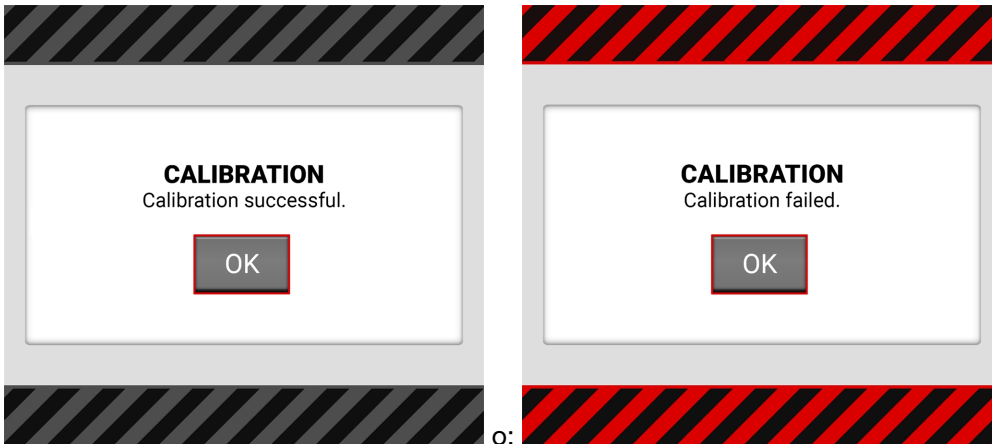 CALIBRATION
Calibration successful.
OK
o:
CALIBRATION
Calibration failed.
OK